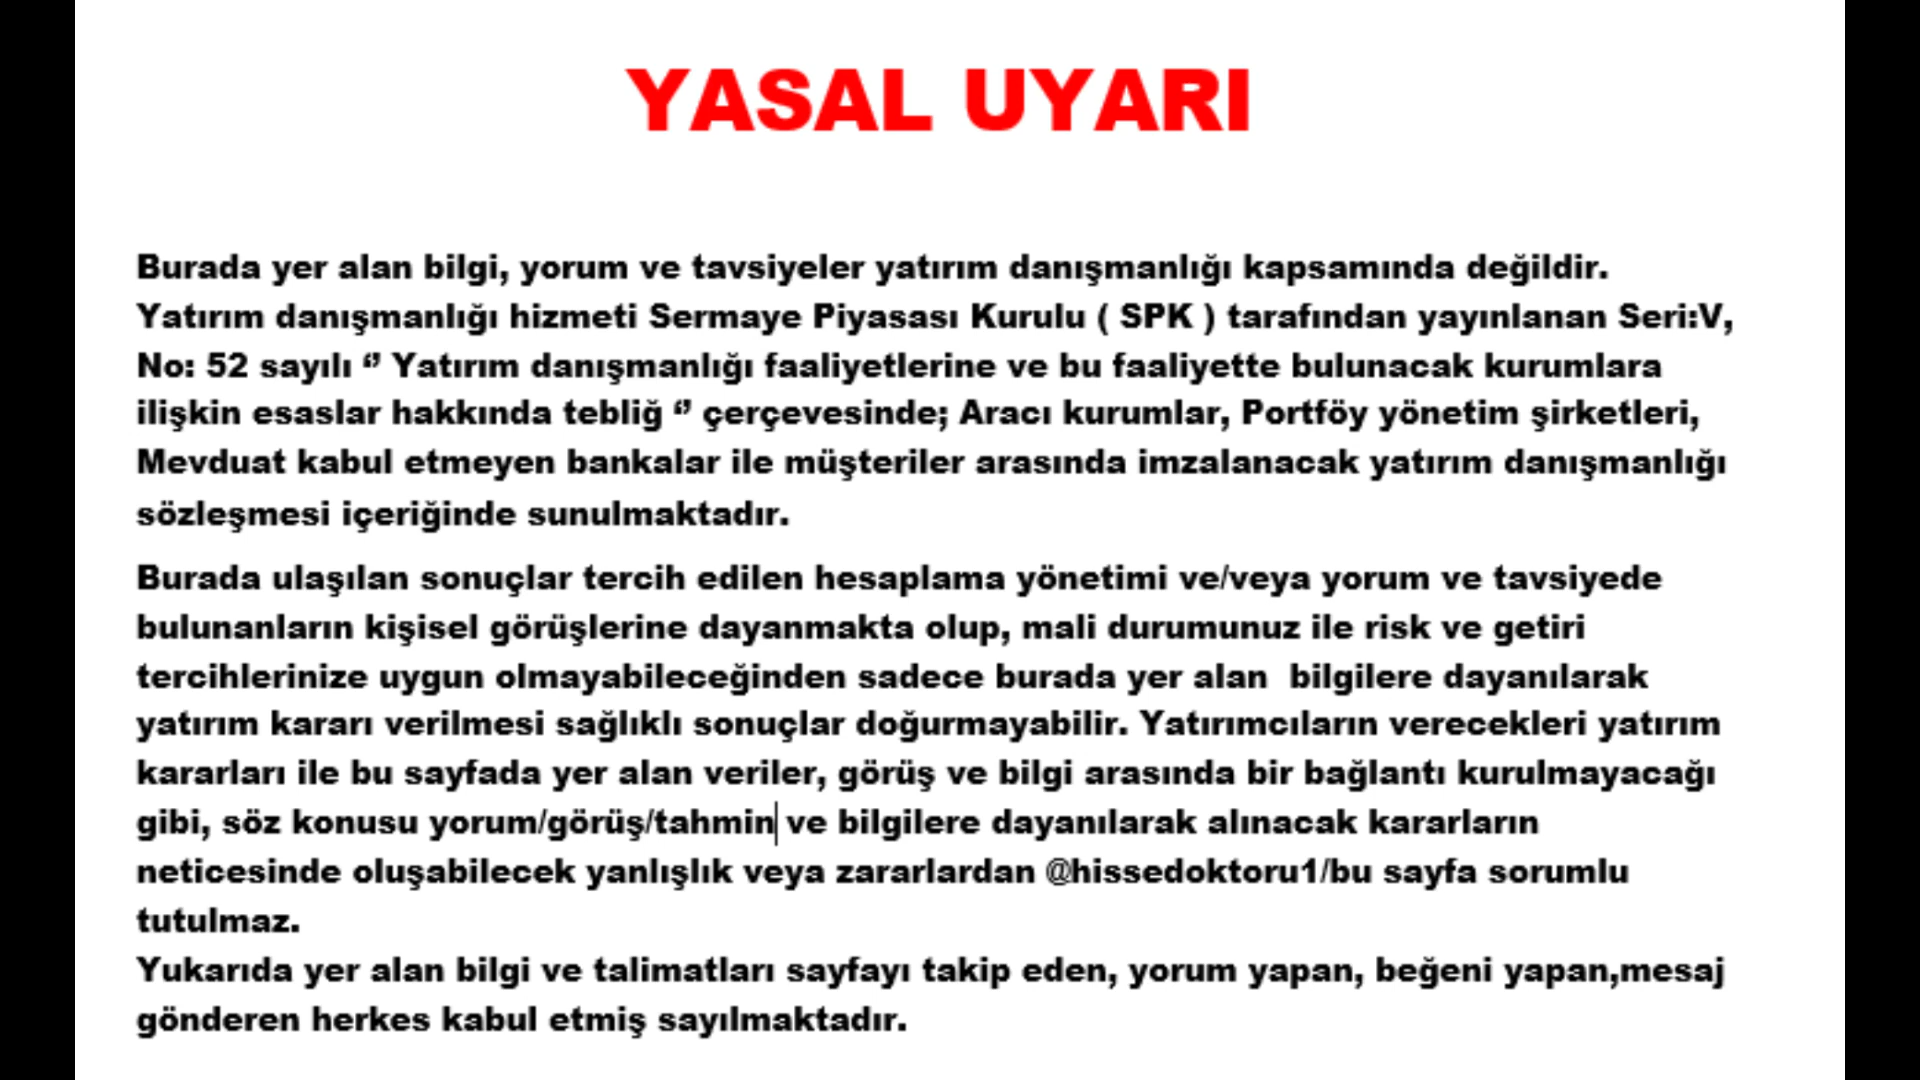 YASAL UYARI
Burada yer alan bilgi, yorum ve tavsiyeler yatırım danışmanlığı kapsamında değildir.
Yatırım danışmanlığı hizmeti Sermaye Piyasası Kurulu ( SPK ) tarafından yayınlanan Seri:V,
No: 52 sayılı ‘’ Yatırım danışmanlığı faaliyetlerine ve bu faaliyette bulunacak kurumlara
ilişkin esaslar hakkında tebliğ ‘’ çerçevesinde; Aracı kurumlar, Portföy yönetim şirketleri,
Mevduat kabul etmeyen bankalar ile müşteriler arasında imzalanacak yatırım danışmanlığı
sözleşmesi içeriğinde sunulmaktadır.
Burada ulaşılan sonuçlar tercih edilen hesaplama yönetimi ve/veya yorum ve tavsiyede
bulunanların kişisel görüşlerine dayanmakta olup, mali durumunuz ile risk ve getiri
tercihlerinize uygun olmayabileceğinden sadece burada yer alan  bilgilere dayanılarak
yatırım kararı verilmesi sağlıklı sonuçlar doğurmayabilir. Yatırımcıların verecekleri yatırım
kararları ile bu sayfada yer alan veriler, görüş ve bilgi arasında bir bağlantı kurulmayacağı
gibi, söz konusu yorum/görüş/tahmin ve bilgilere dayanılarak alınacak kararların
neticesinde oluşabilecek yanlışlık veya zararlardan @hissedoktoru1/bu sayfa sorumlu
tutulmaz.
Yukarıda yer alan bilgi ve talimatları sayfayı takip eden, yorum yapan, beğeni yapan,mesaj
gönderen herkes kabul etmiş sayılmaktadır.